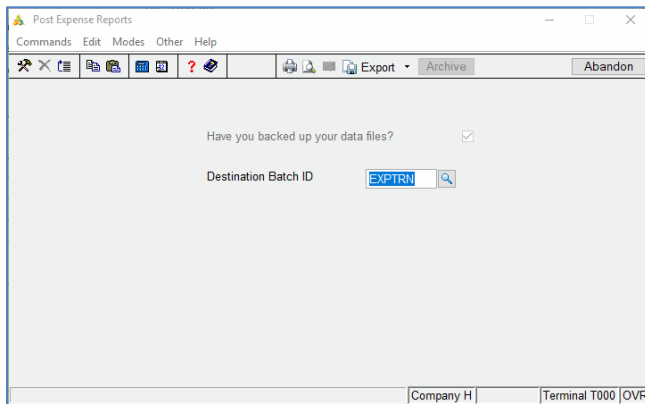 Post Expense Reports
Commands Edit Modes Other Help
Export Archive Abandon
Have you backed up your data files?
Destination Batch ID EXPTRN
Company H Terminal T000 OVR